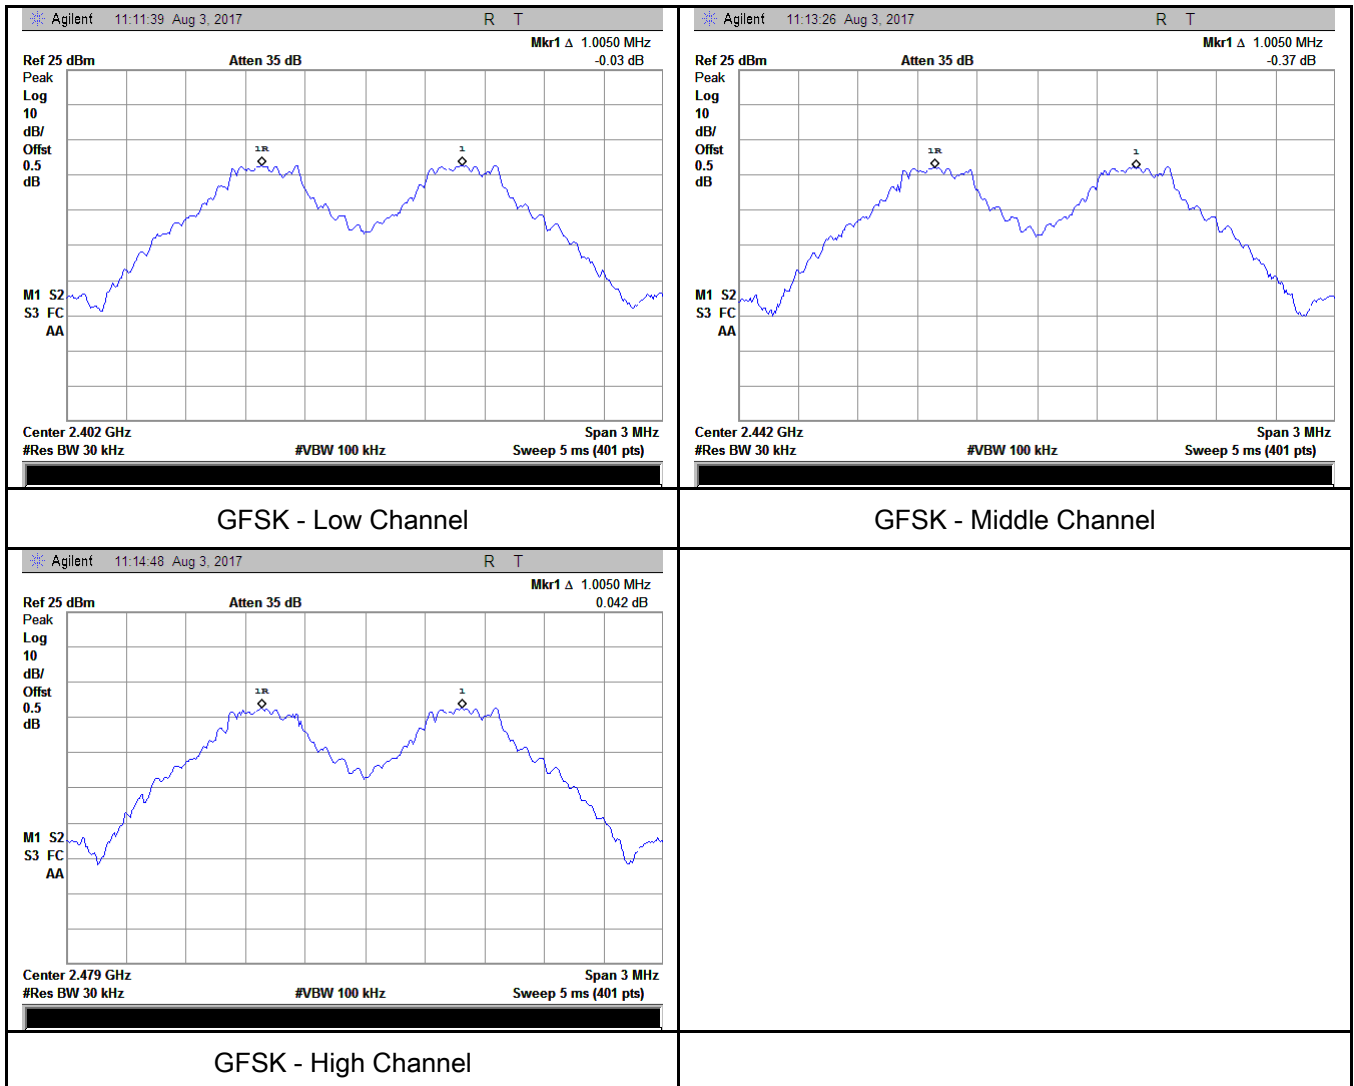 Agilent 11:11:39 Aug 3, 2017 R T
Mkr1 Δ 1.0050 MHz
Ref 25 dBm Atten 35 dB -0.03 dB
Peak
Log
10
dB/
Offst
0.5
dB
1R 1
M1 S2
S3 FC
AA
Center 2.402 GHz Span 3 MHz
#Res BW 30 kHz #VBW 100 kHz Sweep 5 ms (401 pts)
GFSK - Low Channel
Agilent 11:13:26 Aug 3, 2017 R T
Mkr1 Δ 1.0050 MHz
Ref 25 dBm Atten 35 dB -0.37 dB
Peak
Log
10
dB/
Offst
0.5
dB
1R 1
M1 S2
S3 FC
AA
Center 2.442 GHz Span 3 MHz
#Res BW 30 kHz #VBW 100 kHz Sweep 5 ms (401 pts)
GFSK - Middle Channel
Agilent 11:14:48 Aug 3, 2017 R T
Mkr1 Δ 1.0050 MHz
Ref 25 dBm Atten 35 dB 0.042 dB
Peak
Log
10
dB/
Offst
0.5
dB
1R 1
M1 S2
S3 FC
AA
Center 2.479 GHz Span 3 MHz
#Res BW 30 kHz #VBW 100 kHz Sweep 5 ms (401 pts)
GFSK - High Channel